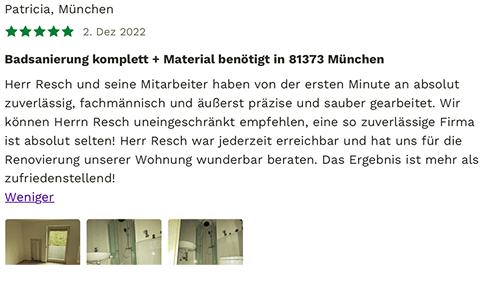 Patricia, München
2. Dez 2022
Badsanierung komplett + Material benötigt in 81373 München
Herr Resch und seine Mitarbeiter haben von der ersten Minute an absolut
zuverlässig, fachmännisch und äußerst präzise und sauber gearbeitet. Wir
können Herrn Resch uneingeschränkt empfehlen, eine so zuverlässige Firma
ist absolut selten! Herr Resch war jederzeit erreichbar und hat uns für die
Renovierung unserer Wohnung wunderbar beraten. Das Ergebnis ist mehr als
zufriedenstellend!
Weniger